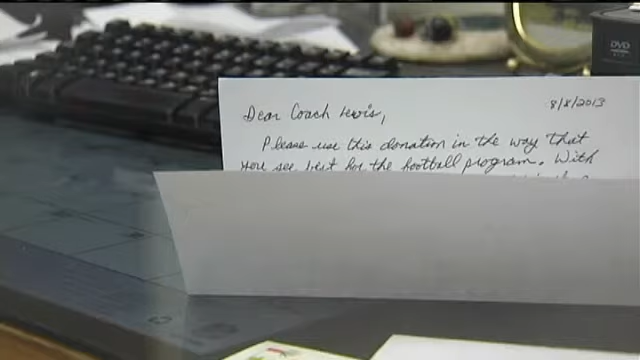 8/8/2013
Dear Coach Lewis,
Please use this donation in the way that
you see best for the football program. With
DVD